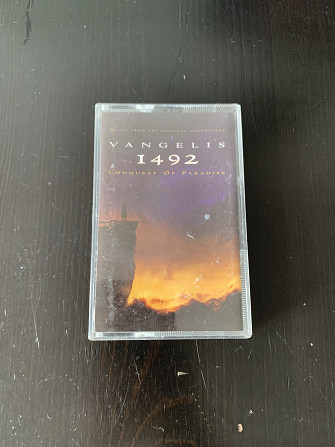 MUSIC FROM THE ORIGINAL SOUNDTRACK
VANGELIS
1492
CONQUEST OF PARADISE